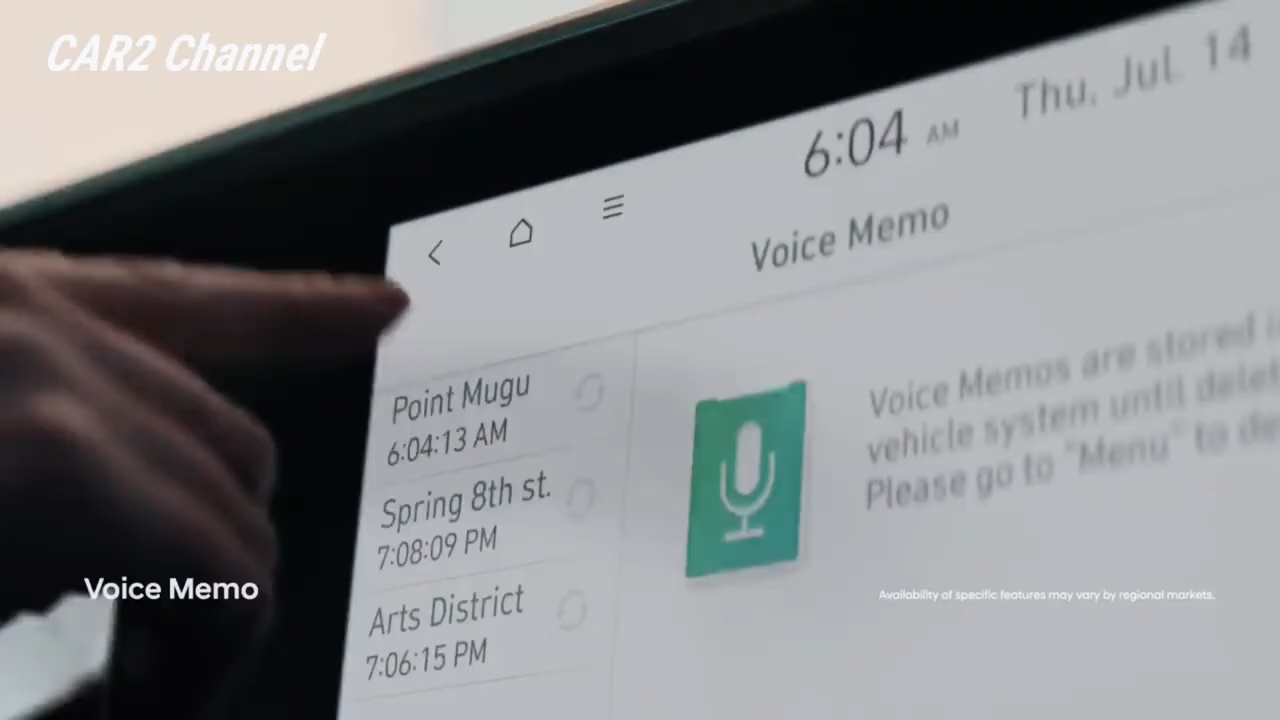 CAR2 Channel
6:04 AM Thu, Jul. 14
Voice Memo
Point Mugu
6:04:13 AM
Spring 8th st.
7:08:09 PM
Arts District
7:06:15 PM
Voice Memos are stored
vehicle system until
Please go to "Menu" to
Voice Memo
Availability of specific features may vary by regional markets.